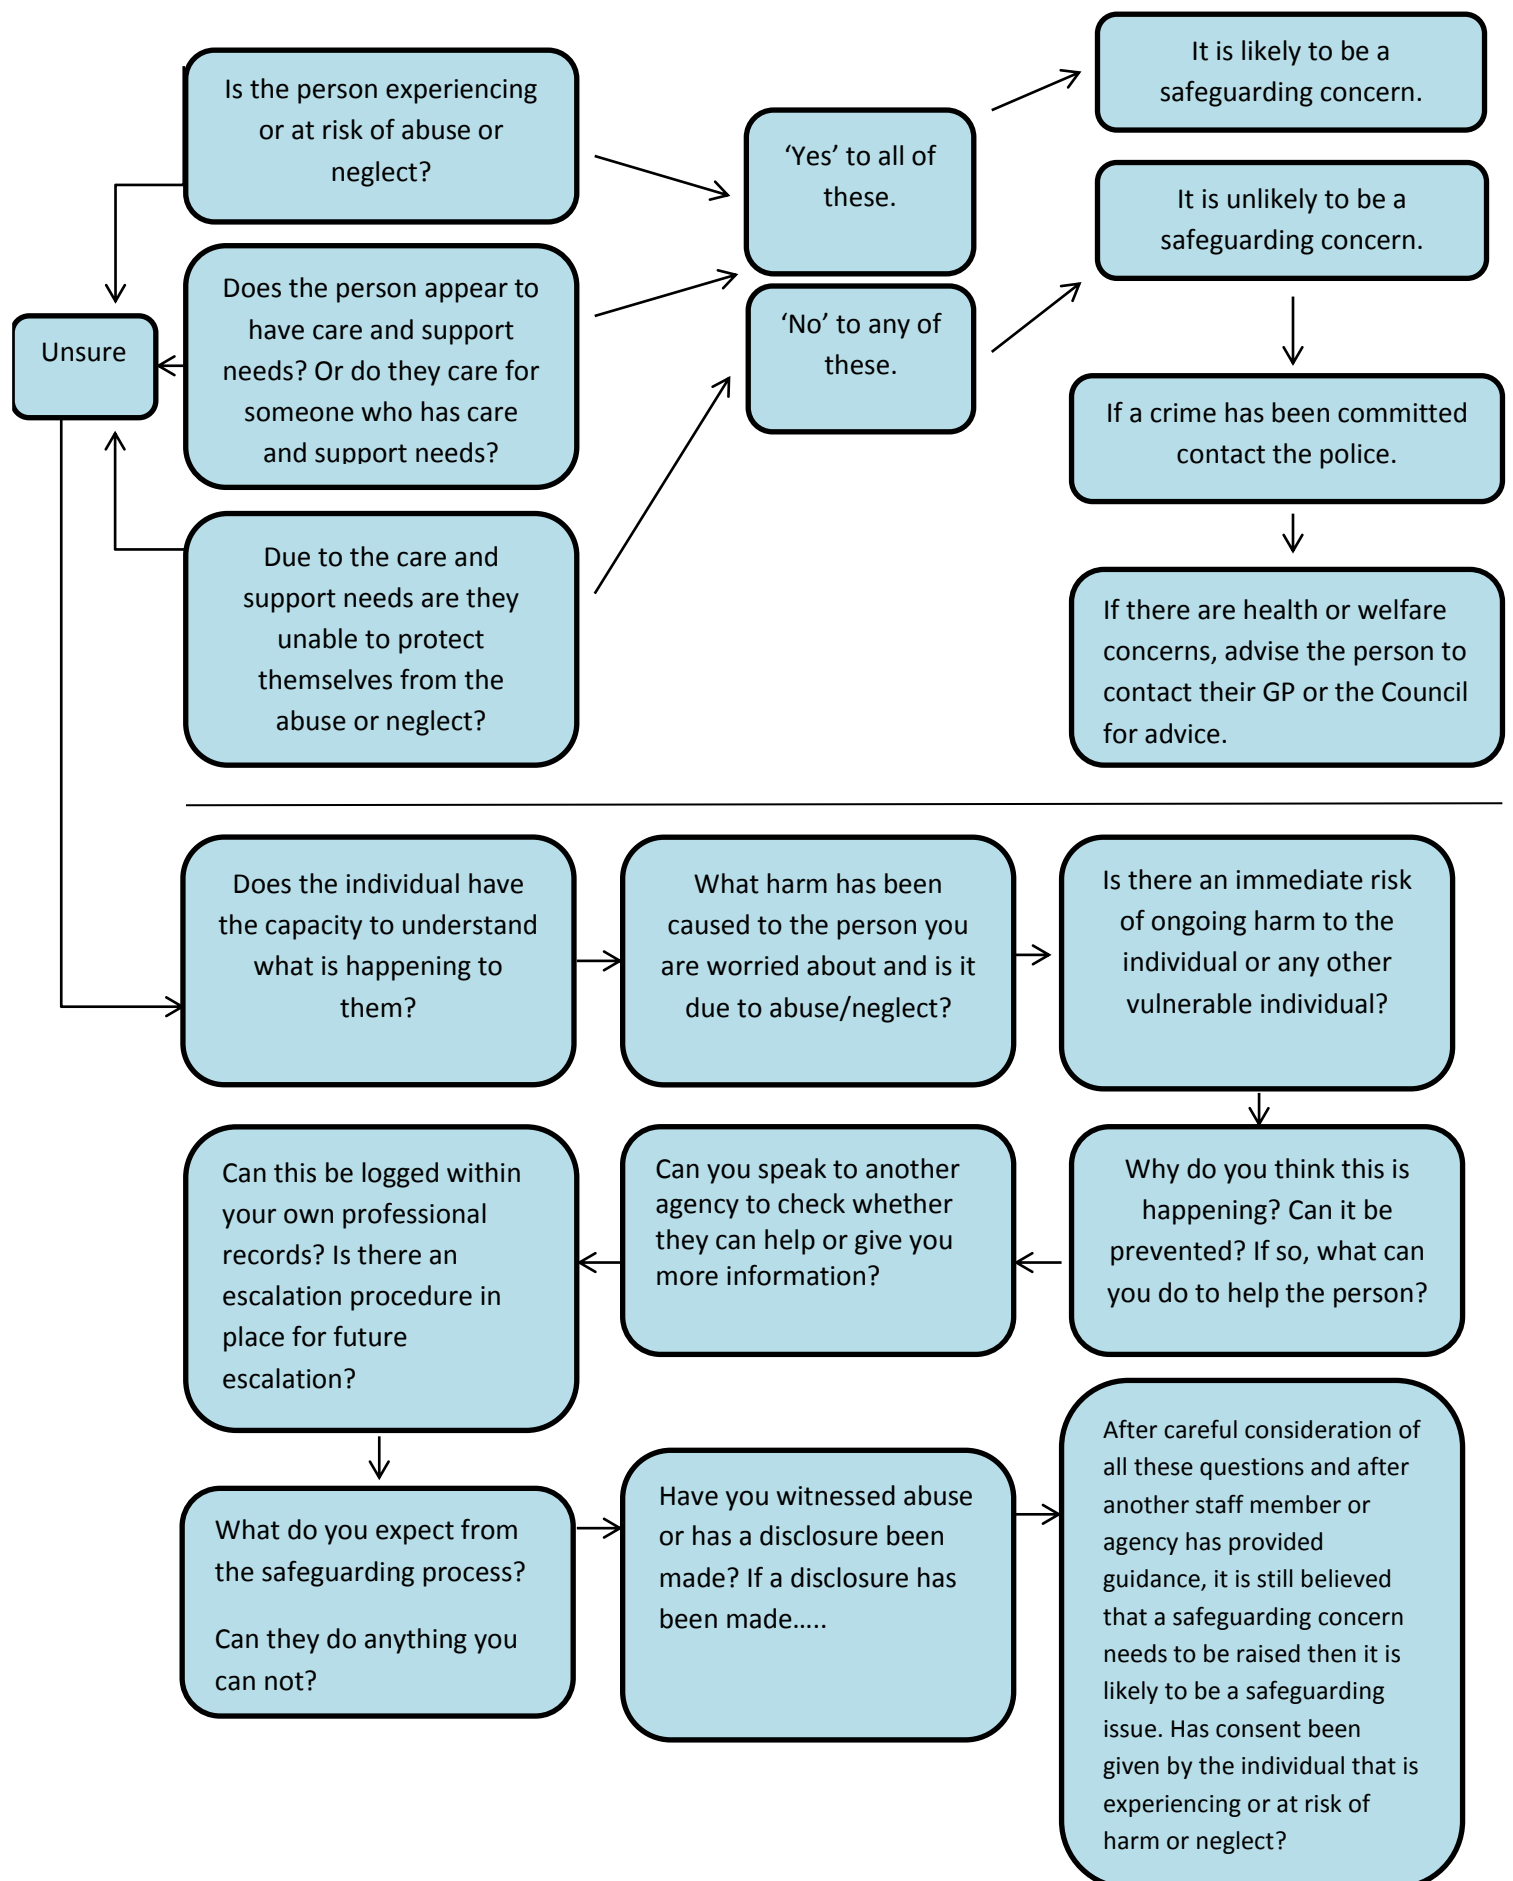 Is the person experiencing
or at risk of abuse or
neglect?
Does the person appear to
have care and support
needs? Or do they care for
someone who has care
and support needs?
Due to the care and
support needs are they
unable to protect
themselves from the
abuse or neglect?
Unsure
‘Yes’ to all of
these.
‘No’ to any of
these.
It is likely to be a
safeguarding concern.
It is unlikely to be a
safeguarding concern.
If a crime has been committed
contact the police.
If there are health or welfare
concerns, advise the person to
contact their GP or the Council
for advice.
Does the individual have
the capacity to understand
what is happening to
them?
What harm has been
caused to the person you
are worried about and is it
due to abuse/neglect?
Is there an immediate risk
of ongoing harm to the
individual or any other
vulnerable individual?
Why do you think this is
happening? Can it be
prevented? If so, what can
you do to help the person?
Can you speak to another
agency to check whether
they can help or give you
more information?
Can this be logged within
your own professional
records? Is there an
escalation procedure in
place for future
escalation?
What do you expect from
the safeguarding process?
Can they do anything you
can not?
Have you witnessed abuse
or has a disclosure been
made? If a disclosure has
been made…..
After careful consideration of
all these questions and after
another staff member or
agency has provided
guidance, it is still believed
that a safeguarding concern
needs to be raised then it is
likely to be a safeguarding
issue. Has consent been
given by the individual that is
experiencing or at risk of
harm or neglect?